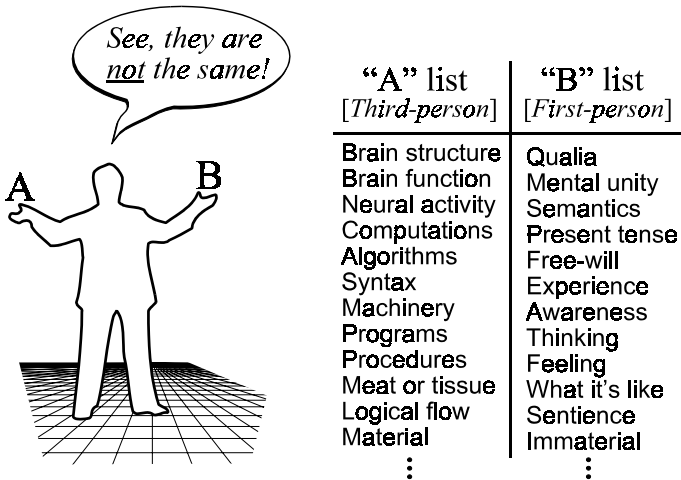 See, they are
not the same!
A
B
“A” list
[Third-person]
Brain structure
Brain function
Neural activity
Computations
Algorithms
Syntax
Machinery
Programs
Procedures
Meat or tissue
Logical flow
Material
⋮
“B” list
[First-person]
Qualia
Mental unity
Semantics
Present tense
Free-will
Experience
Awareness
Thinking
Feeling
What it’s like
Sentience
Immaterial
⋮